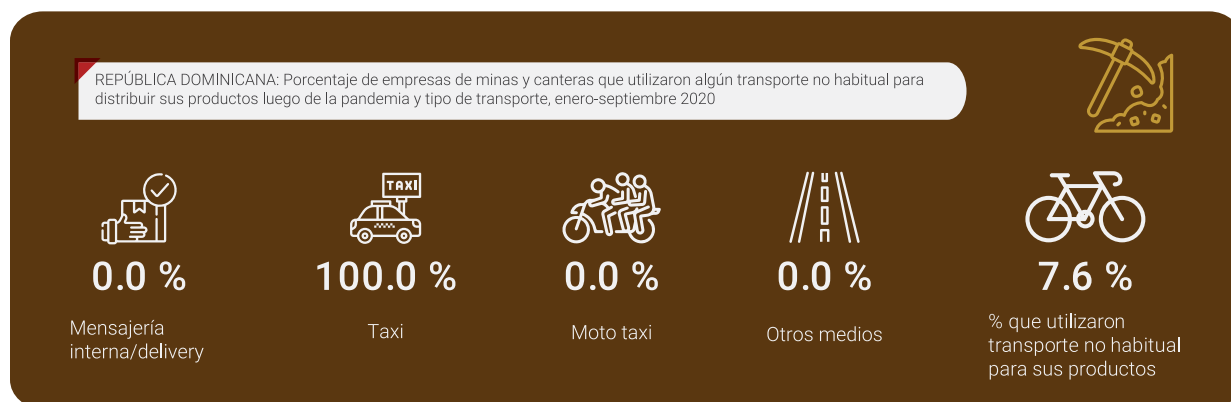 REPÚBLICA DOMINICANA: Porcentaje de empresas de minas y canteras que utilizaron algún transporte no habitual para
distribuir sus productos luego de la pandemia y tipo de transporte, enero-septiembre 2020
TAXI
0.0 %
Mensajería
interna/delivery
100.0 %
Taxi
0.0 %
Moto taxi
0.0 %
Otros medios
7.6 %
% que utilizaron
transporte no habitual
para sus productos